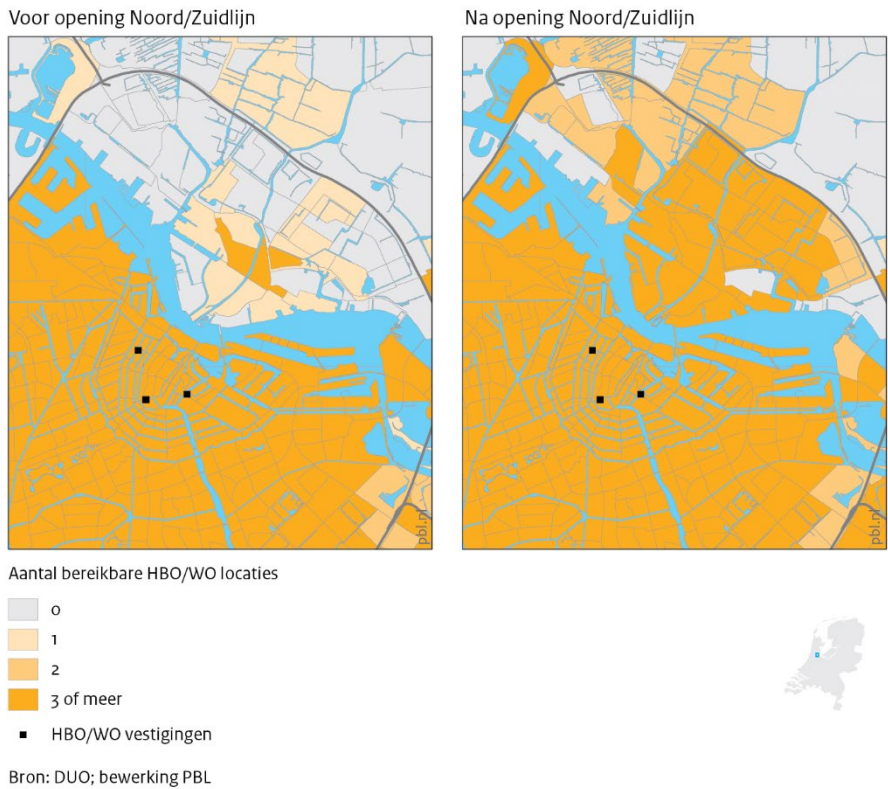 Voor opening Noord/Zuidlijn
Na opening Noord/Zuidlijn
pbl.nl
pbl.nl
Aantal bereikbare HBO/WO locaties
0
1
2
3 of meer
HBO/WO vestigingen
Bron: DUO; bewerking PBL